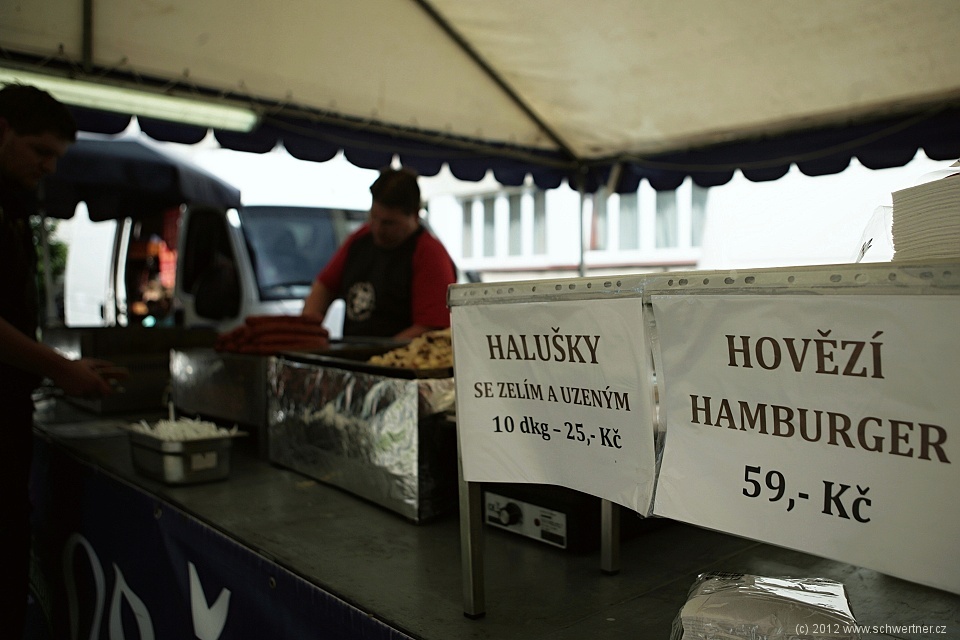 HALUŠKY
SE ZELÍM A UZENÝM
10 dkg – 25,- Kč
HOVĚZÍ
HAMBURGER
59,- Kč
(c) 2012 www.schwertner.cz